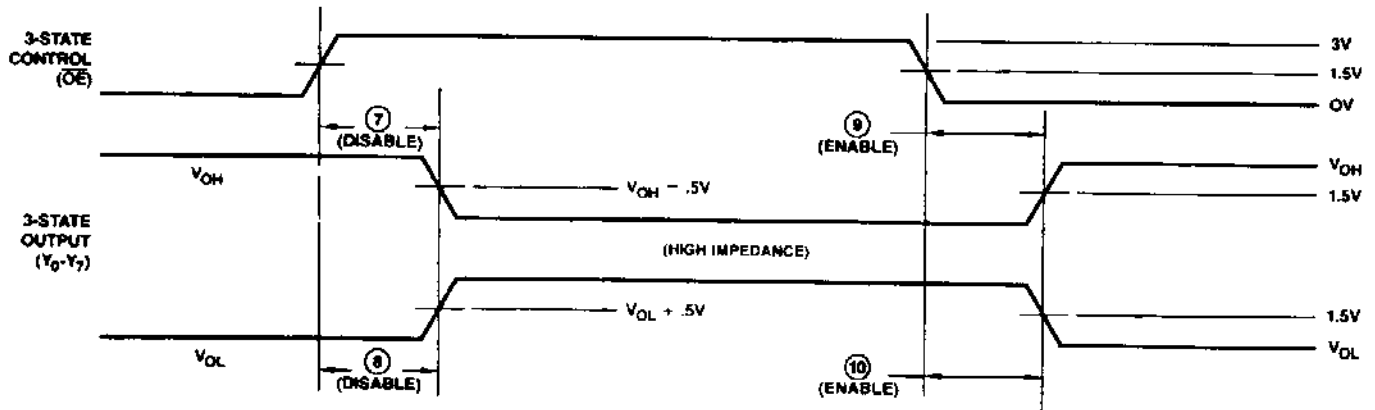 3-STATE
CONTROL
(OE)
3V
1.5V
OV
7
(DISABLE)
9
(ENABLE)
VOH
VOH − .5V
VOH
1.5V
3-STATE
OUTPUT
(Y0-Y7)
(HIGH IMPEDANCE)
VOL + .5V
1.5V
VOL
VOL
8
(DISABLE)
10
(ENABLE)